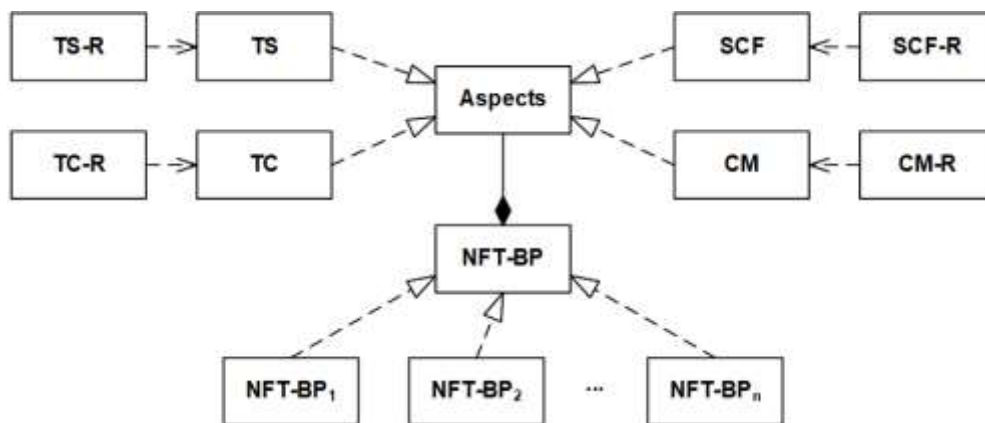 TS-R
TS
SCF
SCF-R
Aspects
TC-R
TC
CM
CM-R
NFT-BP
NFT-BP₁
NFT-BP₂
...
NFT-BPₙ